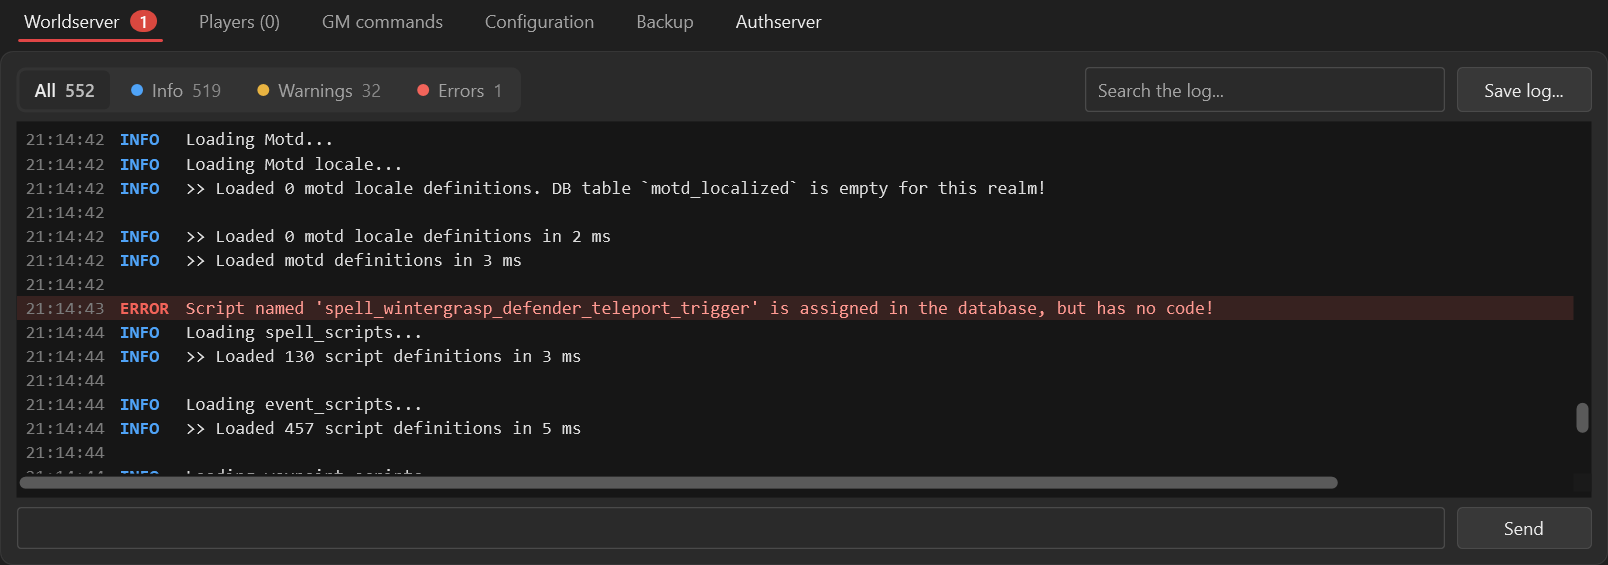 Worldserver 1 Players (0) GM commands Configuration Backup Authserver
All 552 Info 519 Warnings 32 Errors 1 Search the log... Save log...
21:14:42 INFO Loading Motd...
21:14:42 INFO Loading Motd locale...
21:14:42 INFO >> Loaded 0 motd locale definitions. DB table `motd_localized` is empty for this realm!
21:14:42
21:14:42 INFO >> Loaded 0 motd locale definitions in 2 ms
21:14:42 INFO >> Loaded motd definitions in 3 ms
21:14:42
21:14:43 ERROR Script named 'spell_wintergrasp_defender_teleport_trigger' is assigned in the database, but has no code!
21:14:44 INFO Loading spell_scripts...
21:14:44 INFO >> Loaded 130 script definitions in 3 ms
21:14:44
21:14:44 INFO Loading event_scripts...
21:14:44 INFO >> Loaded 457 script definitions in 5 ms
21:14:44
21:14:44 INFO Loading waypoint_scripts
Send